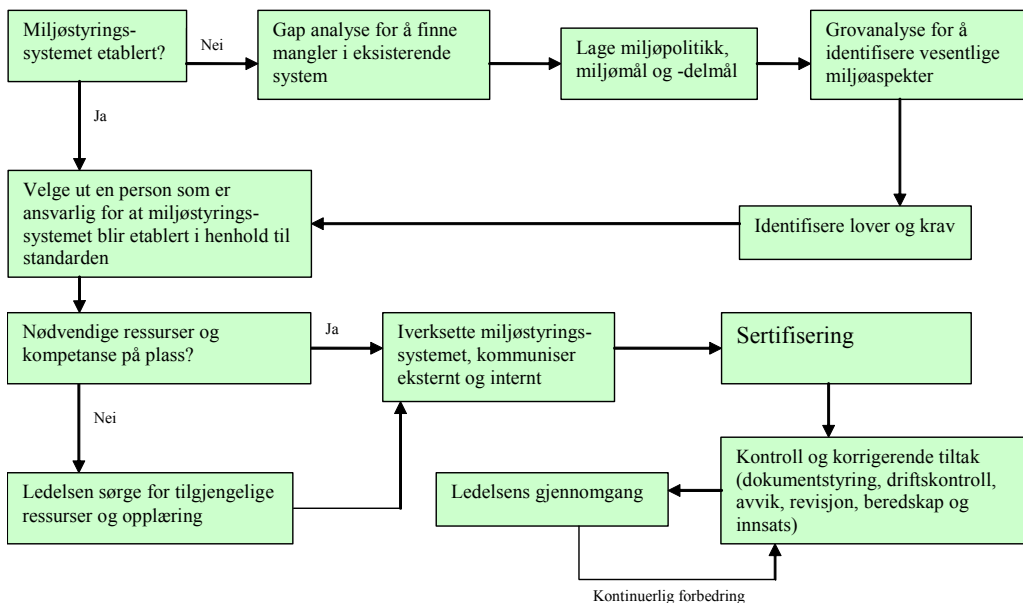 Miljøstyrings-
systemet etablert?
Nei
Gap analyse for å finne
mangler i eksisterende
system
Lage miljøpolitikk,
miljømål og -delmål
Grovanalyse for å
identifisere vesentlige
miljøaspekter
Ja
Velge ut en person som er
ansvarlig for at miljøstyrings-
systemet blir etablert i henhold til
standarden
Identifisere lover og krav
Nødvendige ressurser og
kompetanse på plass?
Ja
Iverksette miljøstyrings-
systemet, kommuniser
eksternt og internt
Sertifisering
Nei
Ledelsen sørge for tilgjengelige
ressurser og opplæring
Ledelsens gjennomgang
Kontroll og korrigerende tiltak
(dokumentstyring, driftskontroll,
avvik, revisjon, beredskap og
innsats)
Kontinuerlig forbedring